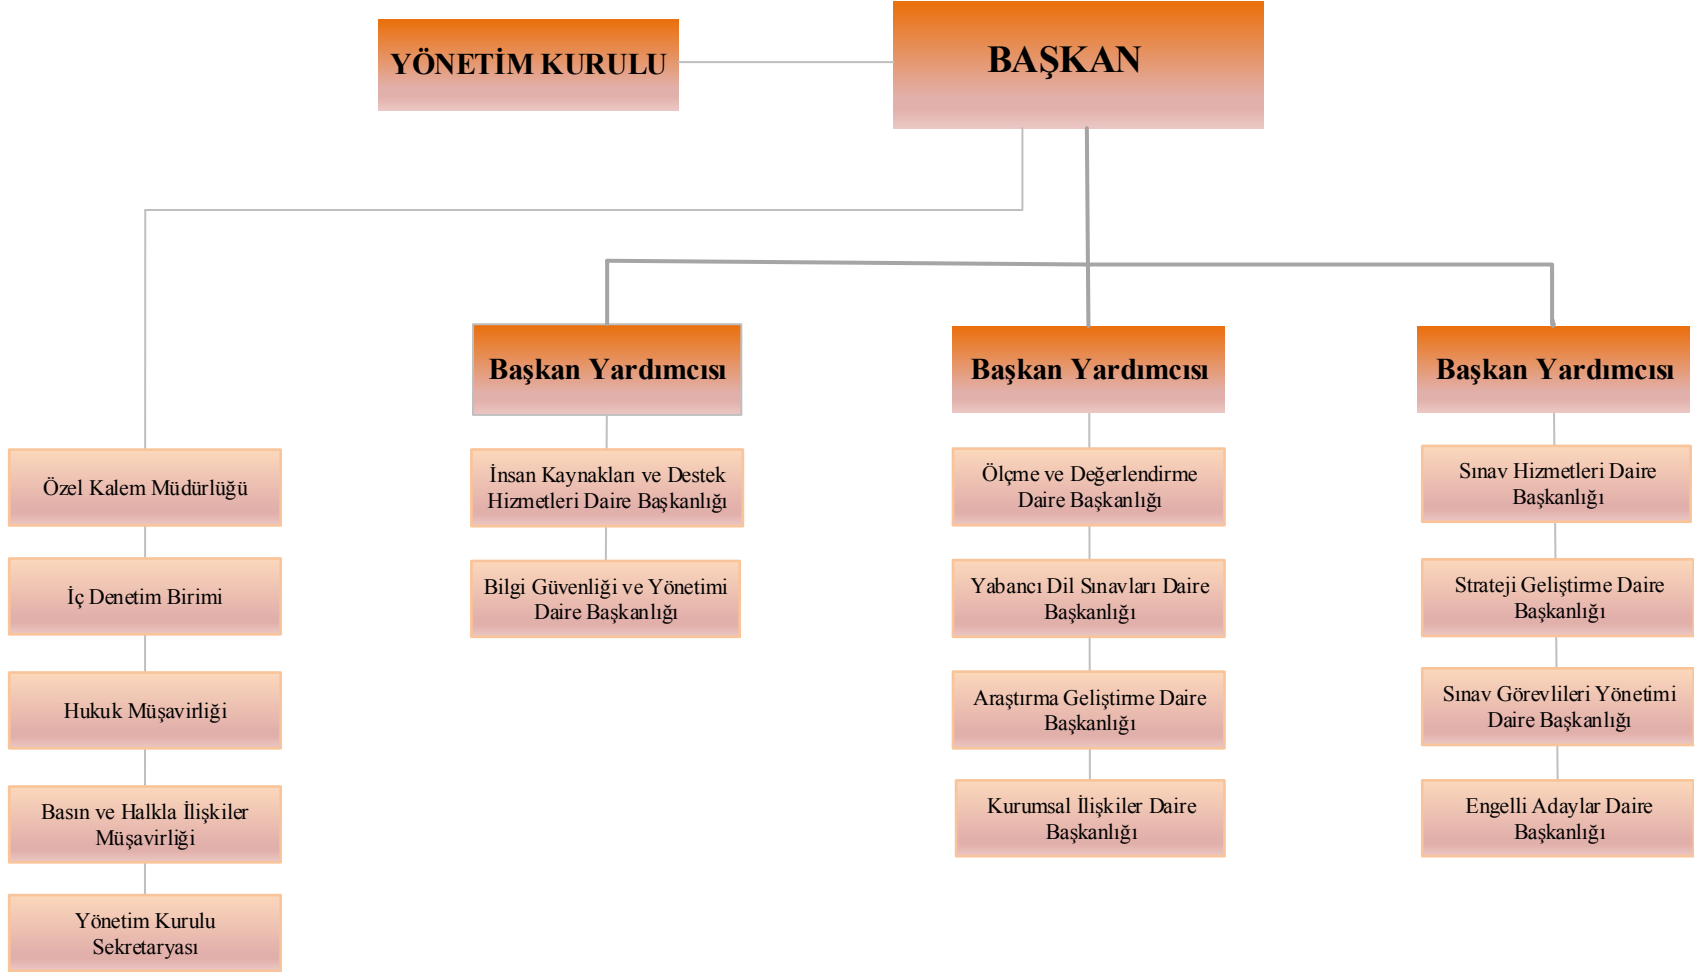 YÖNETİM KURULU
BAŞKAN
Başkan Yardımcısı
Başkan Yardımcısı
Başkan Yardımcısı
Özel Kalem Müdürlüğü
İç Denetim Birimi
Hukuk Müşavirliği
Basın ve Halkla İlişkiler
Müşavirliği
Yönetim Kurulu
Sekretaryası
İnsan Kaynakları ve Destek
Hizmetleri Daire Başkanlığı
Bilgi Güvenliği ve Yönetimi
Daire Başkanlığı
Ölçme ve Değerlendirme
Daire Başkanlığı
Yabancı Dil Sınavları Daire
Başkanlığı
Araştırma Geliştirme Daire
Başkanlığı
Kurumsal İlişkiler Daire
Başkanlığı
Sınav Hizmetleri Daire
Başkanlığı
Strateji Geliştirme Daire
Başkanlığı
Sınav Görevlileri Yönetimi
Daire Başkanlığı
Engelli Adaylar Daire
Başkanlığı